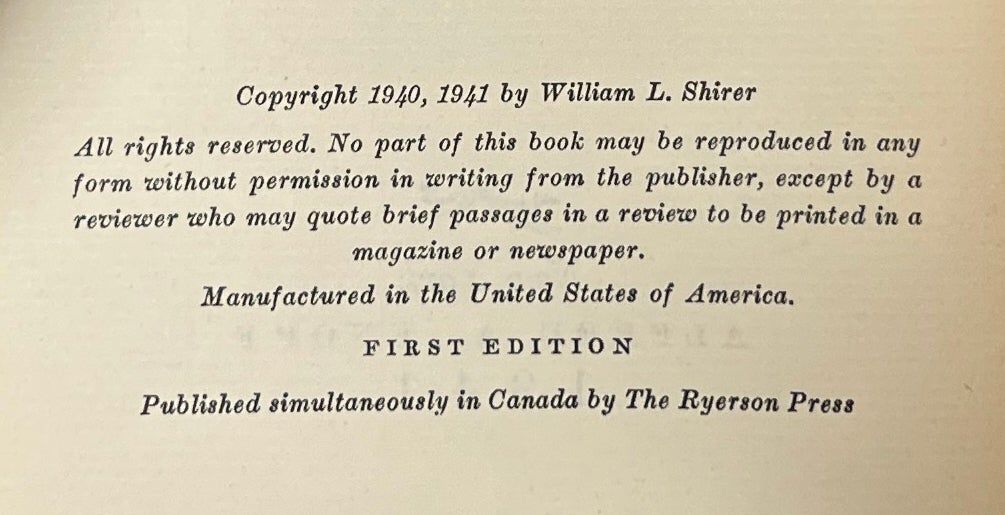 Copyright 1940, 1941 by William L. Shirer
All rights reserved. No part of this book may be reproduced in any
form without permission in writing from the publisher, except by a
reviewer who may quote brief passages in a review to be printed in a
magazine or newspaper.
Manufactured in the United States of America.
FIRST EDITION
Published simultaneously in Canada by The Ryerson Press